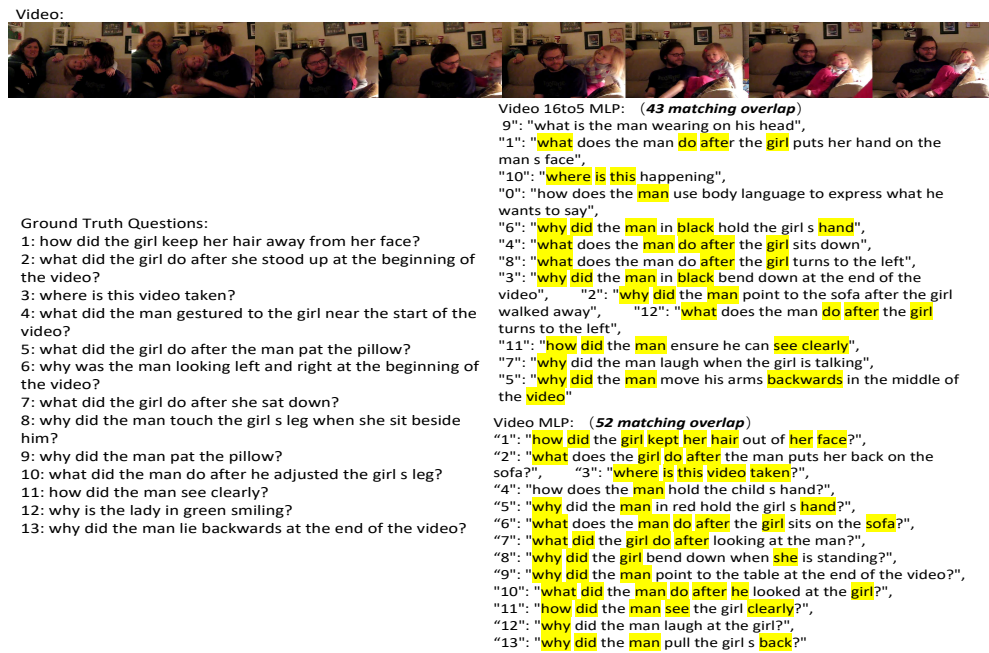 Video:
Video 16to5 MLP: (43 matching overlap)
9": "what is the man wearing on his head",
"1": "what does the man do after the girl puts her hand on the
man s face",
"10": "where is this happening",
"0": "how does the man use body language to express what he
wants to say",
"6": "why did the man in black hold the girl s hand",
"4": "what does the man do after the girl sits down",
"8": "what does the man do after the girl turns to the left",
"3": "why did the man in black bend down at the end of the
video", "2": "why did the man point to the sofa after the girl
walked away", "12": "what does the man do after the girl
turns to the left",
"11": "how did the man ensure he can see clearly",
"7": "why did the man laugh when the girl is talking",
"5": "why did the man move his arms backwards in the middle of
the video"
Ground Truth Questions:
1: how did the girl keep her hair away from her face?
2: what did the girl do after she stood up at the beginning of
the video?
3: where is this video taken?
4: what did the man gestured to the girl near the start of the
video?
5: what did the girl do after the man pat the pillow?
6: why was the man looking left and right at the beginning of
the video?
7: what did the girl do after she sat down?
8: why did the man touch the girl s leg when she sit beside
him?
9: why did the man pat the pillow?
10: what did the man do after he adjusted the girl s leg?
11: how did the man see clearly?
12: why is the lady in green smiling?
13: why did the man lie backwards at the end of the video?
Video MLP: (52 matching overlap)
“1": "how did the girl kept her hair out of her face?",
“2": "what does the girl do after the man puts her back on the
sofa?", “3": "where is this video taken?",
“4": "how does the man hold the child s hand?",
“5": "why did the man in red hold the girl s hand?",
“6": "what does the man do after the girl sits on the sofa?",
“7": "what did the girl do after looking at the man?",
“8": "why did the girl bend down when she is standing?",
“9": "why did the man point to the table at the end of the video?",
"10": "what did the man do after he looked at the girl?",
"11": "how did the man see the girl clearly?",
“12": "why did the man laugh at the girl?",
“13": "why did the man pull the girl s back?"